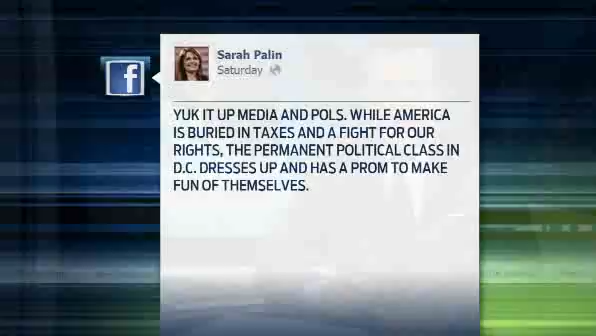 f
Sarah Palin
Saturday
YUK IT UP MEDIA AND POLS. WHILE AMERICA
IS BURIED IN TAXES AND A FIGHT FOR OUR
RIGHTS, THE PERMANENT POLITICAL CLASS IN
D.C. DRESSES UP AND HAS A PROM TO MAKE
FUN OF THEMSELVES.